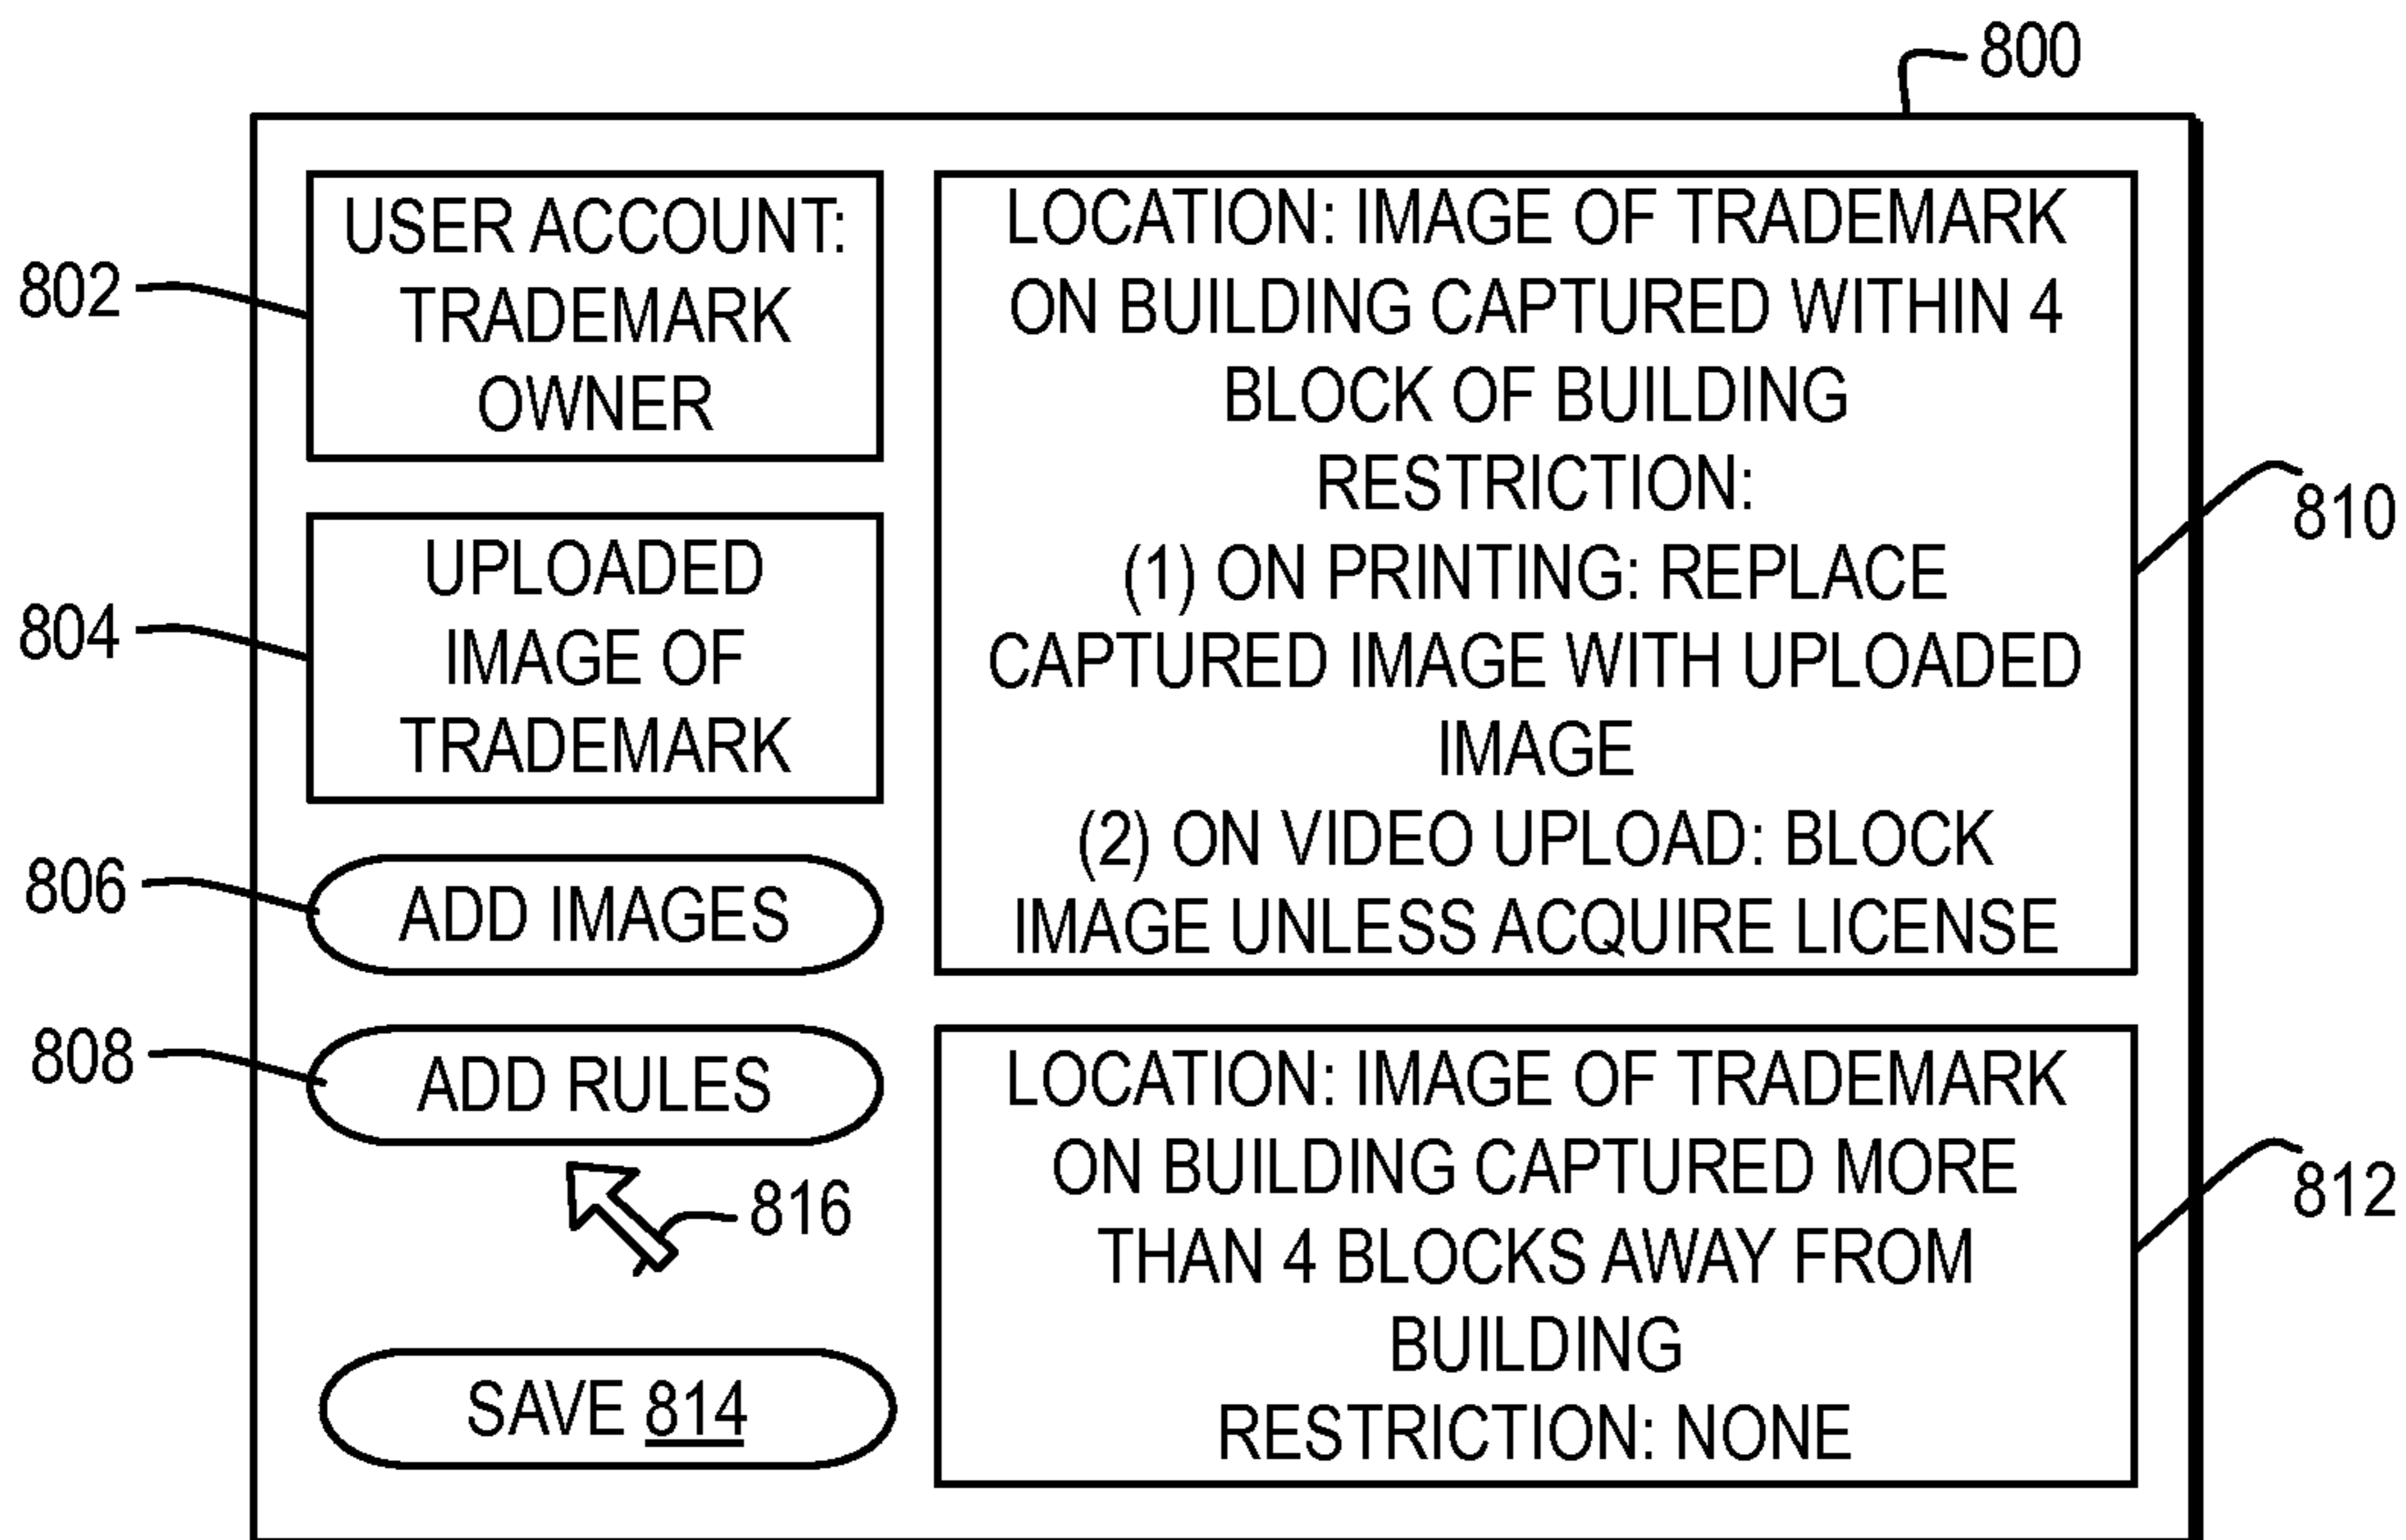 800
802
USER ACCOUNT:
TRADEMARK
OWNER
804
UPLOADED
IMAGE OF
TRADEMARK
806
ADD IMAGES
808
ADD RULES
816
SAVE 814
LOCATION: IMAGE OF TRADEMARK
ON BUILDING CAPTURED WITHIN 4
BLOCK OF BUILDING
RESTRICTION:
(1) ON PRINTING: REPLACE
CAPTURED IMAGE WITH UPLOADED
IMAGE
(2) ON VIDEO UPLOAD: BLOCK
IMAGE UNLESS ACQUIRE LICENSE
810
LOCATION: IMAGE OF TRADEMARK
ON BUILDING CAPTURED MORE
THAN 4 BLOCKS AWAY FROM
BUILDING
RESTRICTION: NONE
812